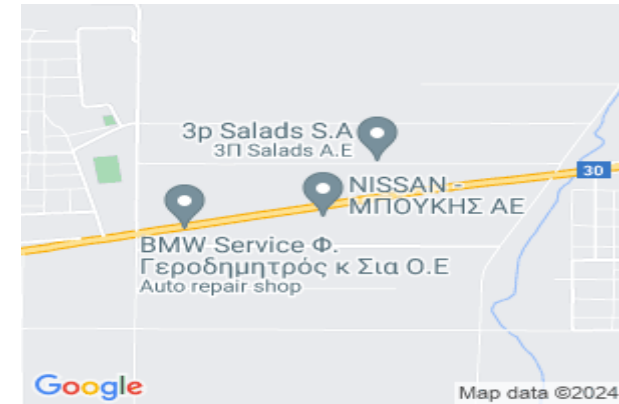 3p Salads S.A
3Π Salads Α.Ε
30
NISSAN -
ΜΠΟΥΚΗΣ ΑΕ
BMW Service Φ.
Γεροδημητρός κ Σια Ο.Ε
Auto repair shop
Google
Map data ©2024